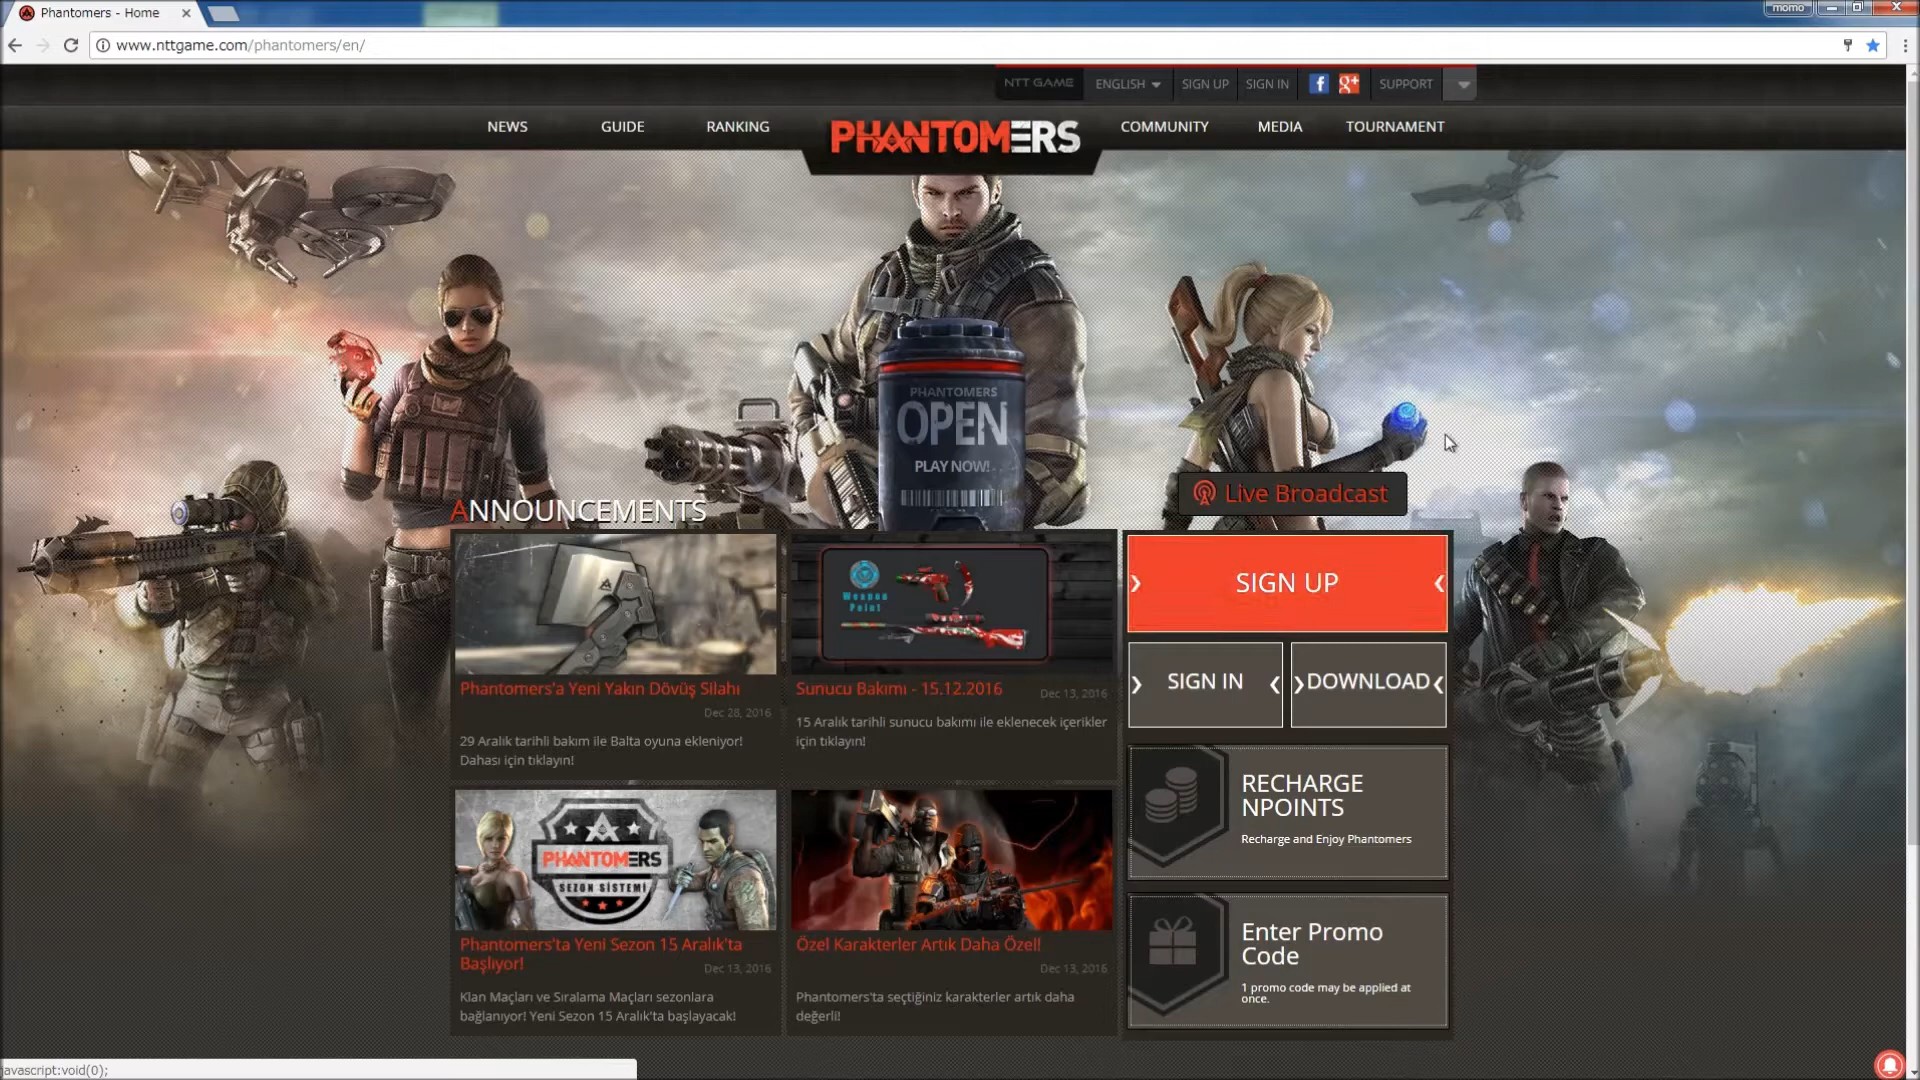 Phantomers - Home
momo
www.nttgame.com/phantomers/en/
NTT GAME
ENGLISH
SIGN UP
SIGN IN
SUPPORT
NEWS
GUIDE
RANKING
PHANTOMERS
COMMUNITY
MEDIA
TOURNAMENT
PHANTOMERS
OPEN
PLAY NOW!
Live Broadcast
ANNOUNCEMENTS
Weapon
Point
Phantomers'a Yeni Yakın Dövüş Silahı
Dec 28, 2016
29 Aralık tarihli bakım ile Balta oyuna ekleniyor!
Dahası için tıklayın!
Sunucu Bakımı - 15.12.2016
Dec 13, 2016
15 Aralık tarihli sunucu bakımı ile eklenecek içerikler
için tıklayın!
SIGN UP
SIGN IN
DOWNLOAD
PHANTOMERS
SEZON SİSTEMİ
Phantomers'ta Yeni Sezon 15 Aralık'ta
Başlıyor!
Dec 13, 2016
Klan Maçları ve Sıralama Maçları sezonlara
bağlanıyor! Yeni Sezon 15 Aralık'ta başlayacak!
Özel Karakterler Artık Daha Özel!
Dec 13, 2016
Phantomers'ta seçtiğiniz karakterler artık daha
değerli!
RECHARGE
NPOINTS
Recharge and Enjoy Phantomers
Enter Promo
Code
1 promo code may be applied at
once.
avascript:void(0);